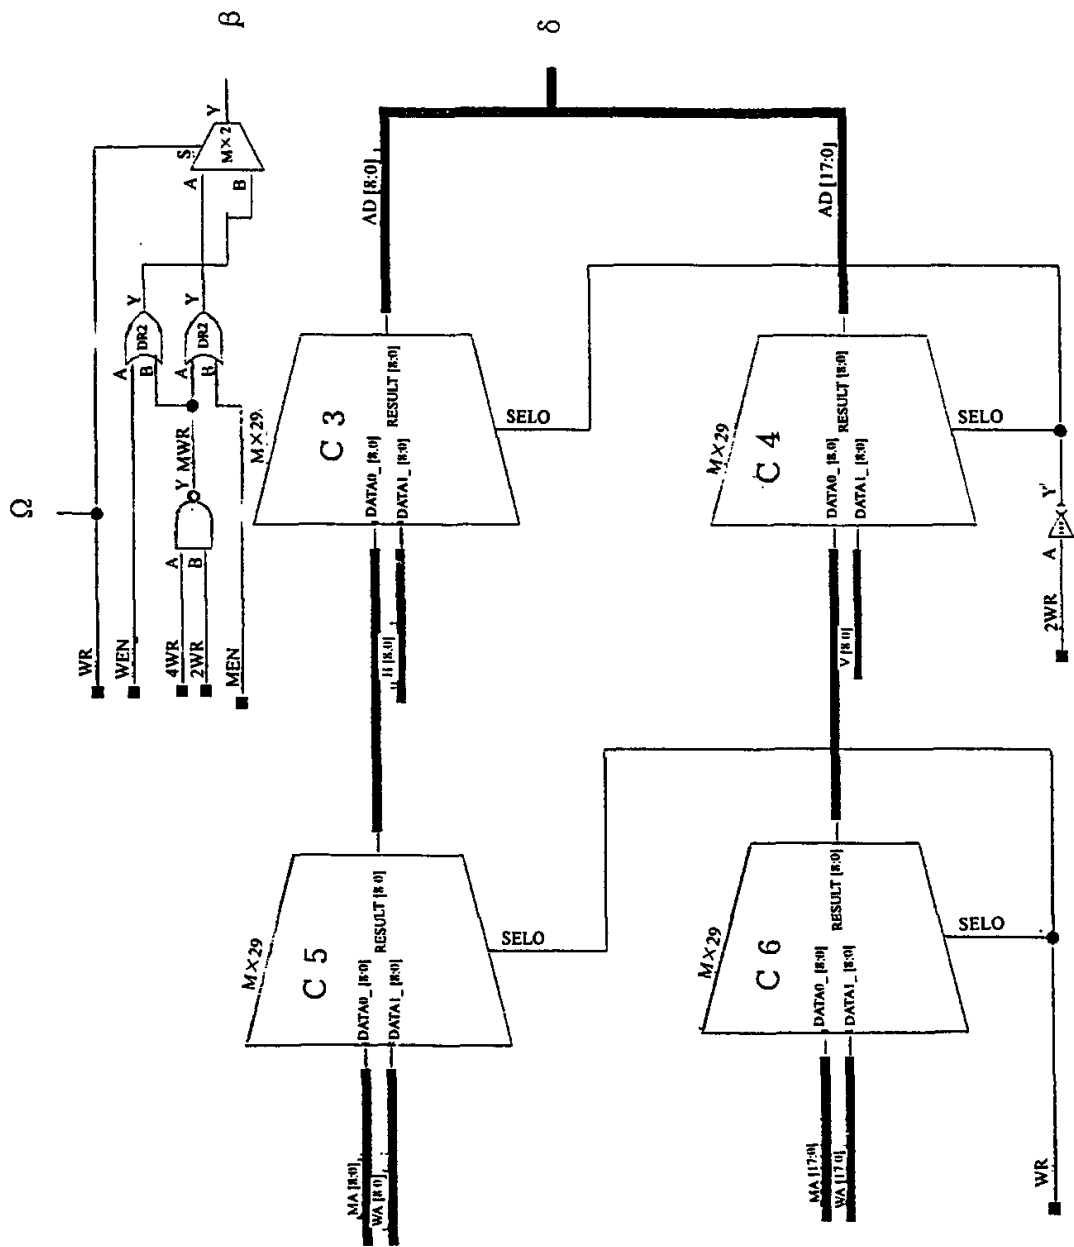 Ω
β
δ
WR
WEN
4WR
2WR
MEN
A
B
Y MWR
A
B
DR2
Y
A
B
DR2
Y
S
A
B
MX2
Y
MX29
C 3
DATA0_ [8:0]
DATA1_ [8:0]
RESULT [8:0]
SELO
AD [8:0]
H [8:0]
MX29
C 4
DATA0_ [8:0]
DATA1_ [8:0]
RESULT [8:0]
SELO
AD [17:0]
V [8:0]
2WR
A
Y'
MX29
C 5
DATA0_ [8:0]
DATA1_ [8:0]
RESULT [8:0]
SELO
MA [8:0]
WA [8:0]
MX29
C 6
DATA0_ [8:0]
DATA1_ [8:0]
RESULT [8:0]
SELO
MA [17:0]
WA [17:0]
WR